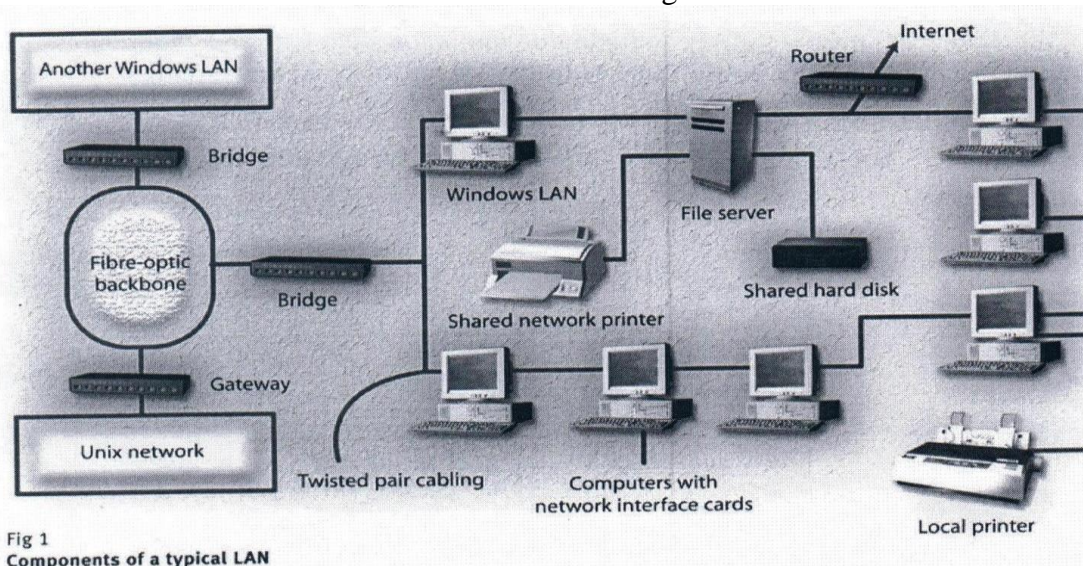 Internet
Router
Another Windows LAN
Bridge
Windows LAN
File server
Fibre-optic
backbone
Bridge
Shared hard disk
Shared network printer
Gateway
Unix network
Twisted pair cabling
Computers with
network interface cards
Local printer
Fig 1
Components of a typical LAN